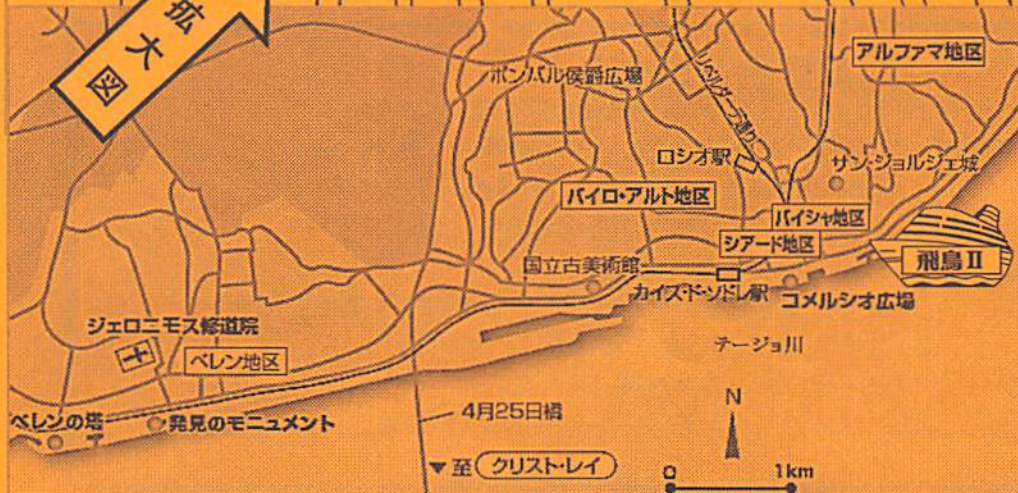 拡大図
ポンバル侯爵広場
リベルダーデ通り
アルファマ地区
ロシオ駅
サン・ジョルジェ城
バイロ・アルト地区
バイシャ地区
シアード地区
飛鳥II
国立古美術館
カイス・ド・ソドレ駅
コメルシオ広場
ジェロニモス修道院
ベレン地区
テージョ川
ベレンの塔
発見のモニュメント
4月25日橋
N
▼至 クリスト・レイ
0 1km